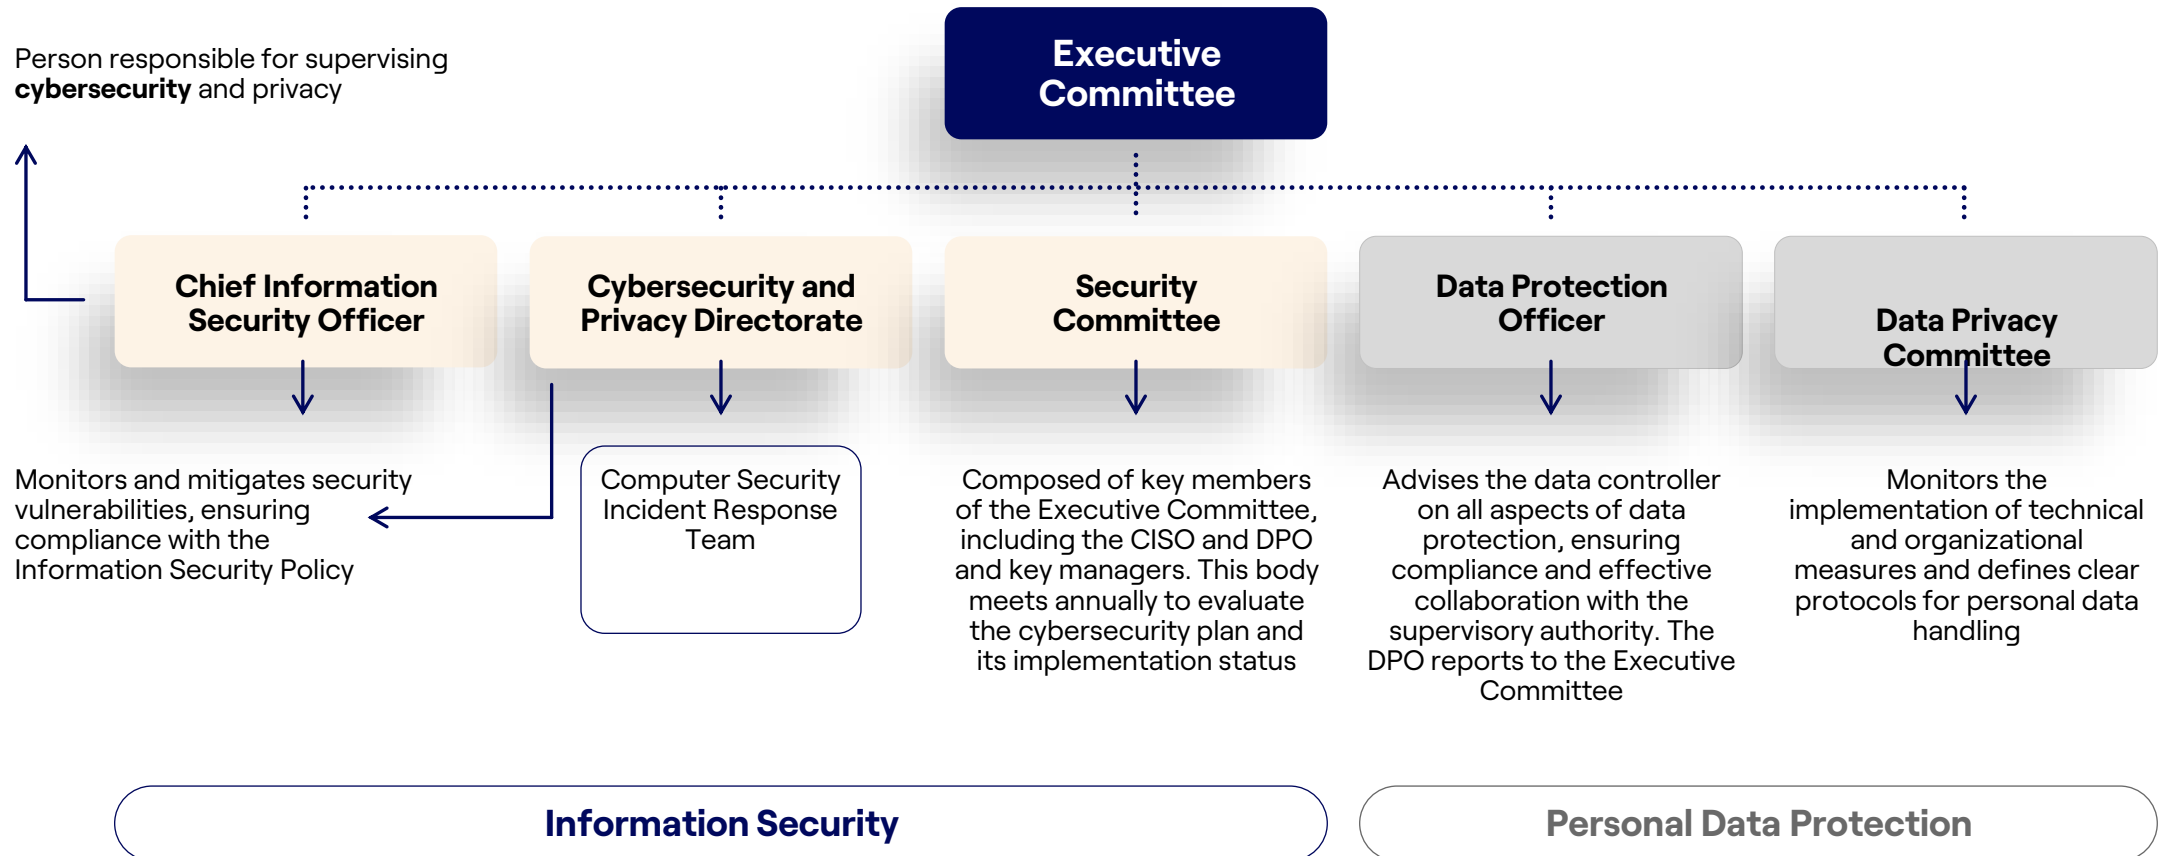 Person responsible for supervising
cybersecurity and privacy
Executive
Committee
Chief Information
Security Officer
Cybersecurity and
Privacy Directorate
Security
Committee
Data Protection
Officer
Data Privacy
Committee
Monitors and mitigates security
vulnerabilities, ensuring
compliance with the
Information Security Policy
Computer Security
Incident Response
Team
Composed of key members
of the Executive Committee,
including the CISO and DPO
and key managers. This body
meets annually to evaluate
the cybersecurity plan and
its implementation status
Advises the data controller
on all aspects of data
protection, ensuring
compliance and effective
collaboration with the
supervisory authority. The
DPO reports to the Executive
Committee
Monitors the
implementation of technical
and organizational
measures and defines clear
protocols for personal data
handling
Information Security
Personal Data Protection